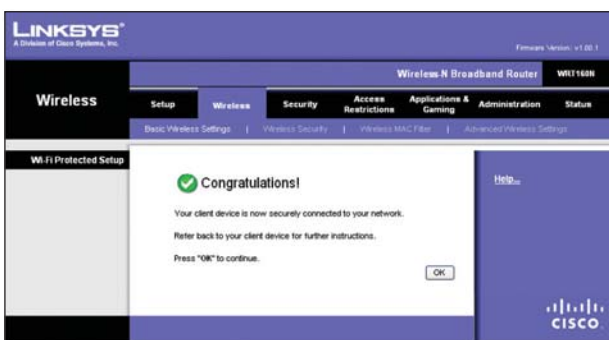 LINKSYS®
A Division of Cisco Systems, Inc.
Firmware Version: v1.00.1
Wireless-N Broadband Router WRT160N
Wireless
Setup Wireless Security Access Restrictions Applications & Gaming Administration Status
Basic Wireless Settings | Wireless Security | Wireless MAC Filter | Advanced Wireless Settings
Wi-Fi Protected Setup
Congratulations!
Help...
Your client device is now securely connected to your network.
Refer back to your client device for further instructions.
Press "OK" to continue.
OK
CISCO.